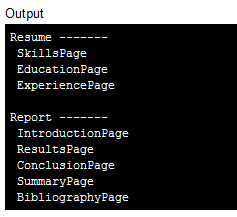 Output
Resume -------
SkillsPage
EducationPage
ExperiencePage
Report -------
IntroductionPage
ResultsPage
ConclusionPage
SummaryPage
BibliographyPage